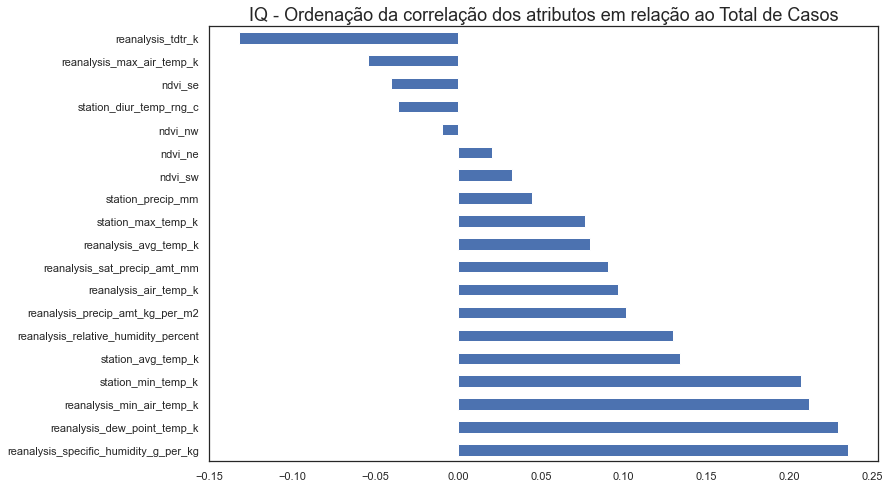 IQ - Ordenação da correlação dos atributos em relação ao Total de Casos
reanalysis_tdtr_k
reanalysis_max_air_temp_k
ndvi_se
station_diur_temp_rng_c
ndvi_nw
ndvi_ne
ndvi_sw
station_precip_mm
station_max_temp_k
reanalysis_avg_temp_k
reanalysis_sat_precip_amt_mm
reanalysis_air_temp_k
reanalysis_precip_amt_kg_per_m2
reanalysis_relative_humidity_percent
station_avg_temp_k
station_min_temp_k
reanalysis_min_air_temp_k
reanalysis_dew_point_temp_k
reanalysis_specific_humidity_g_per_kg
−0.15 −0.10 −0.05 0.00 0.05 0.10 0.15 0.20 0.25